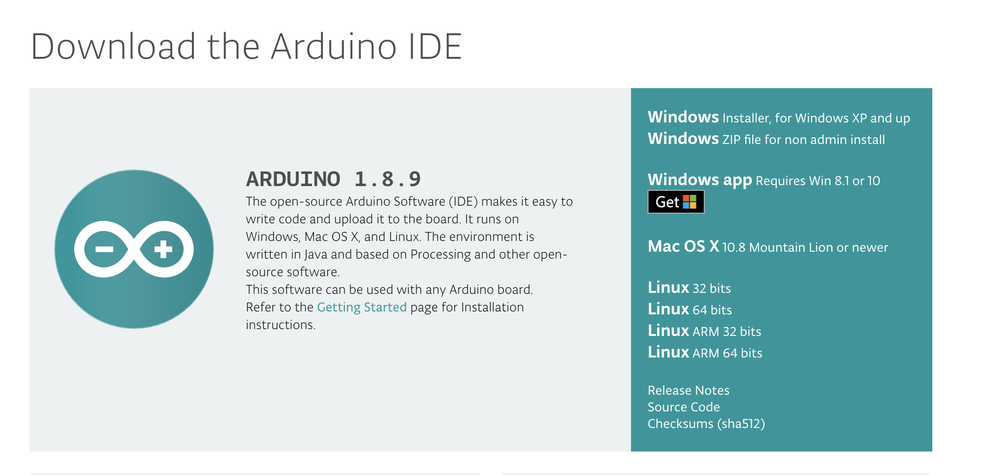 Download the Arduino IDE
ARDUINO 1.8.9
The open-source Arduino Software (IDE) makes it easy to
write code and upload it to the board. It runs on
Windows, Mac OS X, and Linux. The environment is
written in Java and based on Processing and other open-
source software.
This software can be used with any Arduino board.
Refer to the Getting Started page for Installation
instructions.
Windows Installer, for Windows XP and up
Windows ZIP file for non admin install
Windows app Requires Win 8.1 or 10
Get
Mac OS X 10.8 Mountain Lion or newer
Linux 32 bits
Linux 64 bits
Linux ARM 32 bits
Linux ARM 64 bits
Release Notes
Source Code
Checksums (sha512)